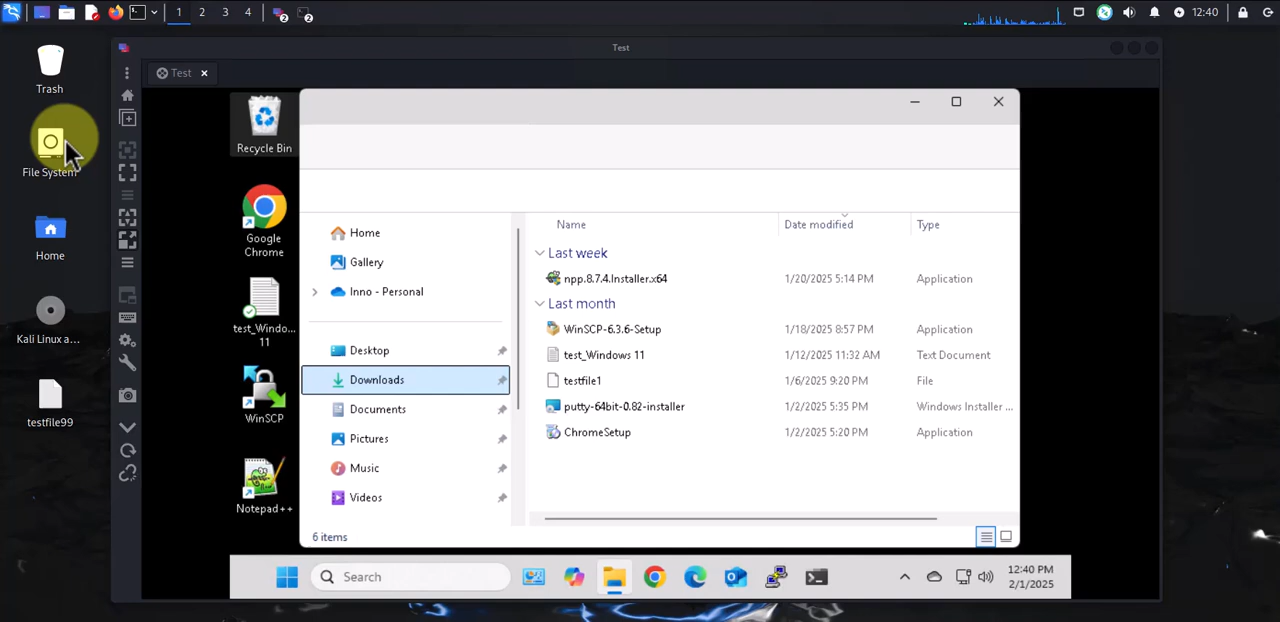 1 2 3 4 2 2 12:40
Test
Trash
File System
Home
Kali Linux a...
testfile99
Test
Recycle Bin
Google
Chrome
test_Windo...
11
WinSCP
Notepad++
Home
Gallery
Inno - Personal
Desktop
Downloads
Documents
Pictures
Music
Videos
Name Date modified Type
Last week
npp.8.7.4.Installer.x64 1/20/2025 5:14 PM Application
Last month
WinSCP-6.3.6-Setup 1/18/2025 8:57 PM Application
test_Windows 11 1/12/2025 11:32 AM Text Document
testfile1 1/6/2025 9:20 PM File
putty-64bit-0.82-installer 1/2/2025 5:35 PM Windows Installer ...
ChromeSetup 1/2/2025 5:20 PM Application
6 items
Search
12:40 PM
2/1/2025